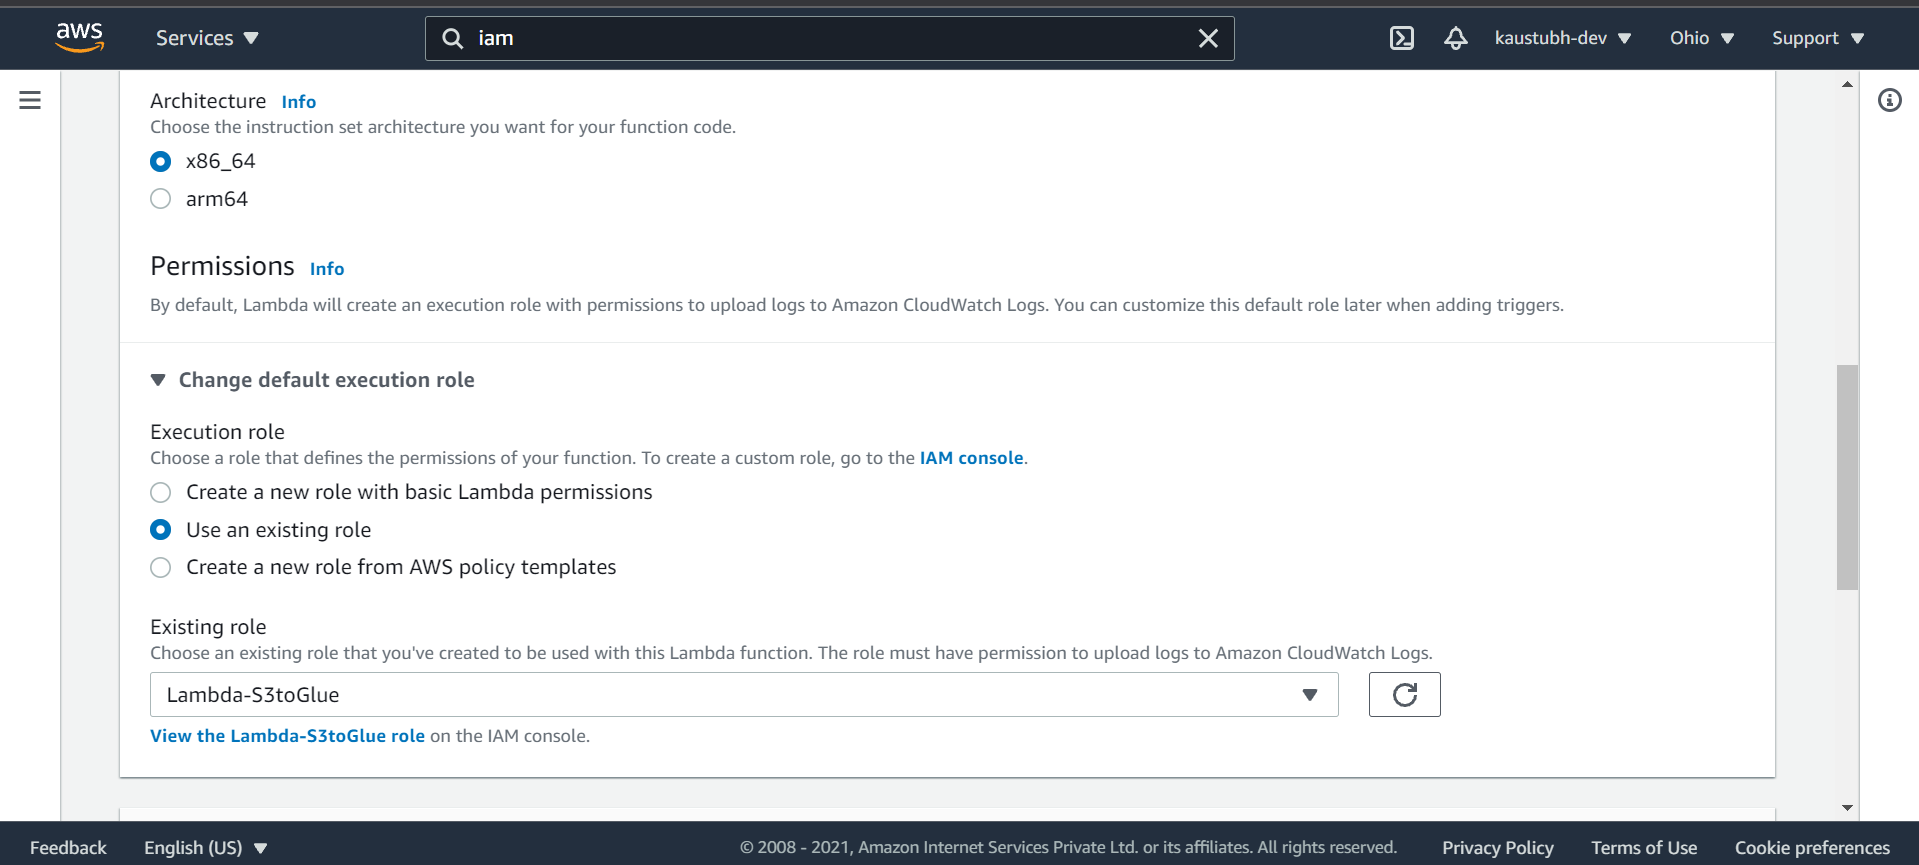 aws Services iam kaustubh-dev Ohio Support
Architecture Info
Choose the instruction set architecture you want for your function code.
x86_64
arm64
Permissions Info
By default, Lambda will create an execution role with permissions to upload logs to Amazon CloudWatch Logs. You can customize this default role later when adding triggers.
Change default execution role
Execution role
Choose a role that defines the permissions of your function. To create a custom role, go to the IAM console.
Create a new role with basic Lambda permissions
Use an existing role
Create a new role from AWS policy templates
Existing role
Choose an existing role that you've created to be used with this Lambda function. The role must have permission to upload logs to Amazon CloudWatch Logs.
Lambda-S3toGlue
View the Lambda-S3toGlue role on the IAM console.
Feedback English (US) © 2008 - 2021, Amazon Internet Services Private Ltd. or its affiliates. All rights reserved. Privacy Policy Terms of Use Cookie preferences